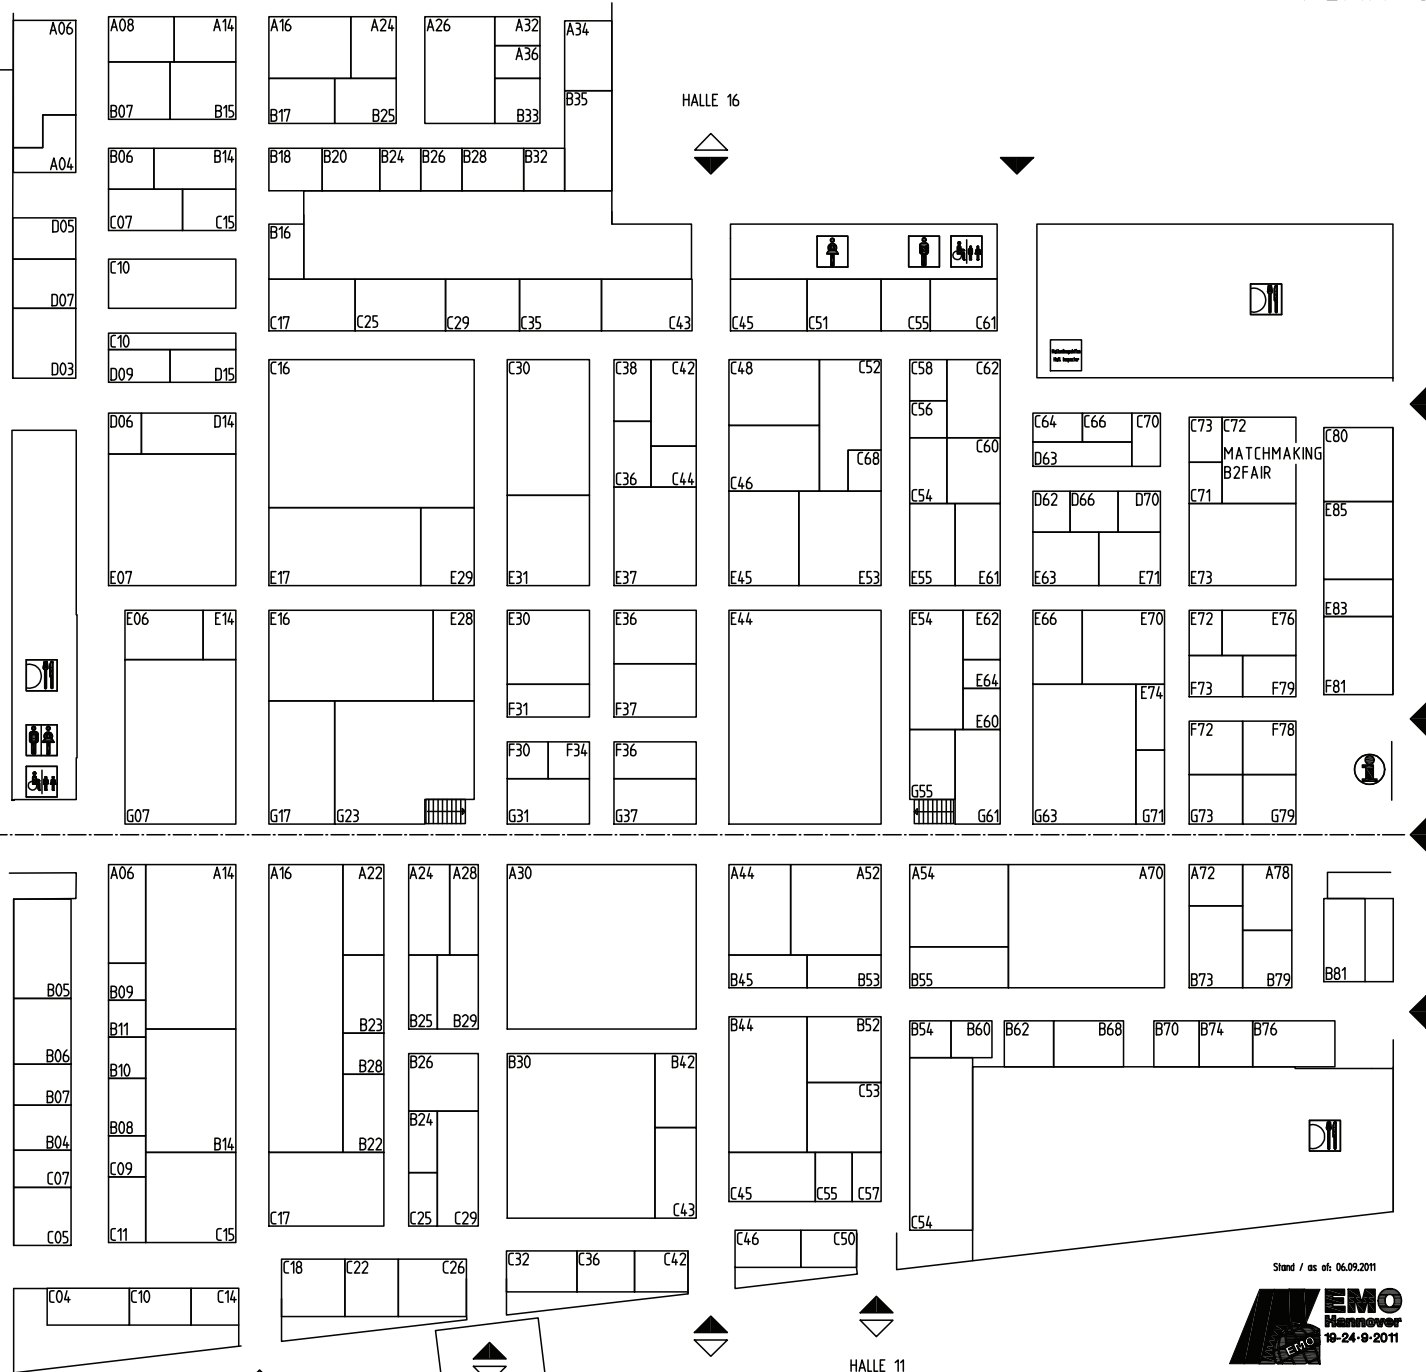 A06 A08 A14 A16 A24 A26 A32 A34
A36
B35
HALLE 16
B07 B15 B17 B25 B33
A04 B06 B14 B18 B20 B24 B26 B28 B32
D05 C07 C15 B16
C10
D07
C17 C25 C29 C35 C43 C45 C51 C55 C61
C10
D03 D09 D15 C16 C30 C38 C42 C48 C52 C58 C62
C56
D06 D14 C64 C66 C70 C73 C72 C80
C60
MATCHMAKING
D63 C68
B2FAIR
C36 C44 C46 C54 C71
D62 D66 D70 E85
E07 E17 E29 E31 E37 E45 E53 E55 E61 E63 E71 E73
E83
E06 E14 E16 E28 E30 E36 E44 E54 E62 E66 E70 E72 E76
E64
F73 F79 F81
E74
F31 F37 E60
F72 F78
F30 F34 F36
G55
G07 G17 G23 G31 G37 G61 G63 G71 G73 G79
A06 A14 A16 A22 A24 A28 A30 A44 A52 A54 A70 A72 A78
B45 B53 B55 B73 B79 B81
B05 B09
B11 B23 B25 B29 B44 B52 B54 B60 B62 B68 B70 B74 B76
B06 B10 B28 B26 B30 B42
B07 C53
B08 B24
B04 B14 B22
C07 C09
C45 C55 C57
C05 C11 C15 C17 C25 C29 C43 C54
C46 C50
C18 C22 C26 C32 C36 C42
Stand / as of: 06.09.2011
C04 C10 C14
EMO
Hannover
19-24·9·2011
EMO
HALLE 11